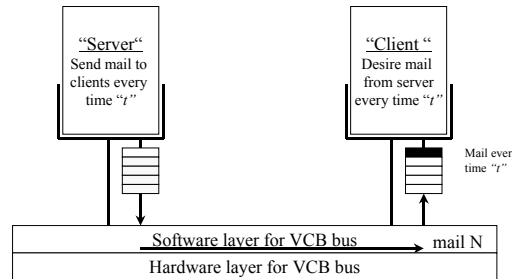 “Server“
Send mail to
clients every
time “t”
“Client “
Desire mail
from server
every time “t”
Mail ever
time “t”
Software layer for VCB bus
mail N
Hardware layer for VCB bus